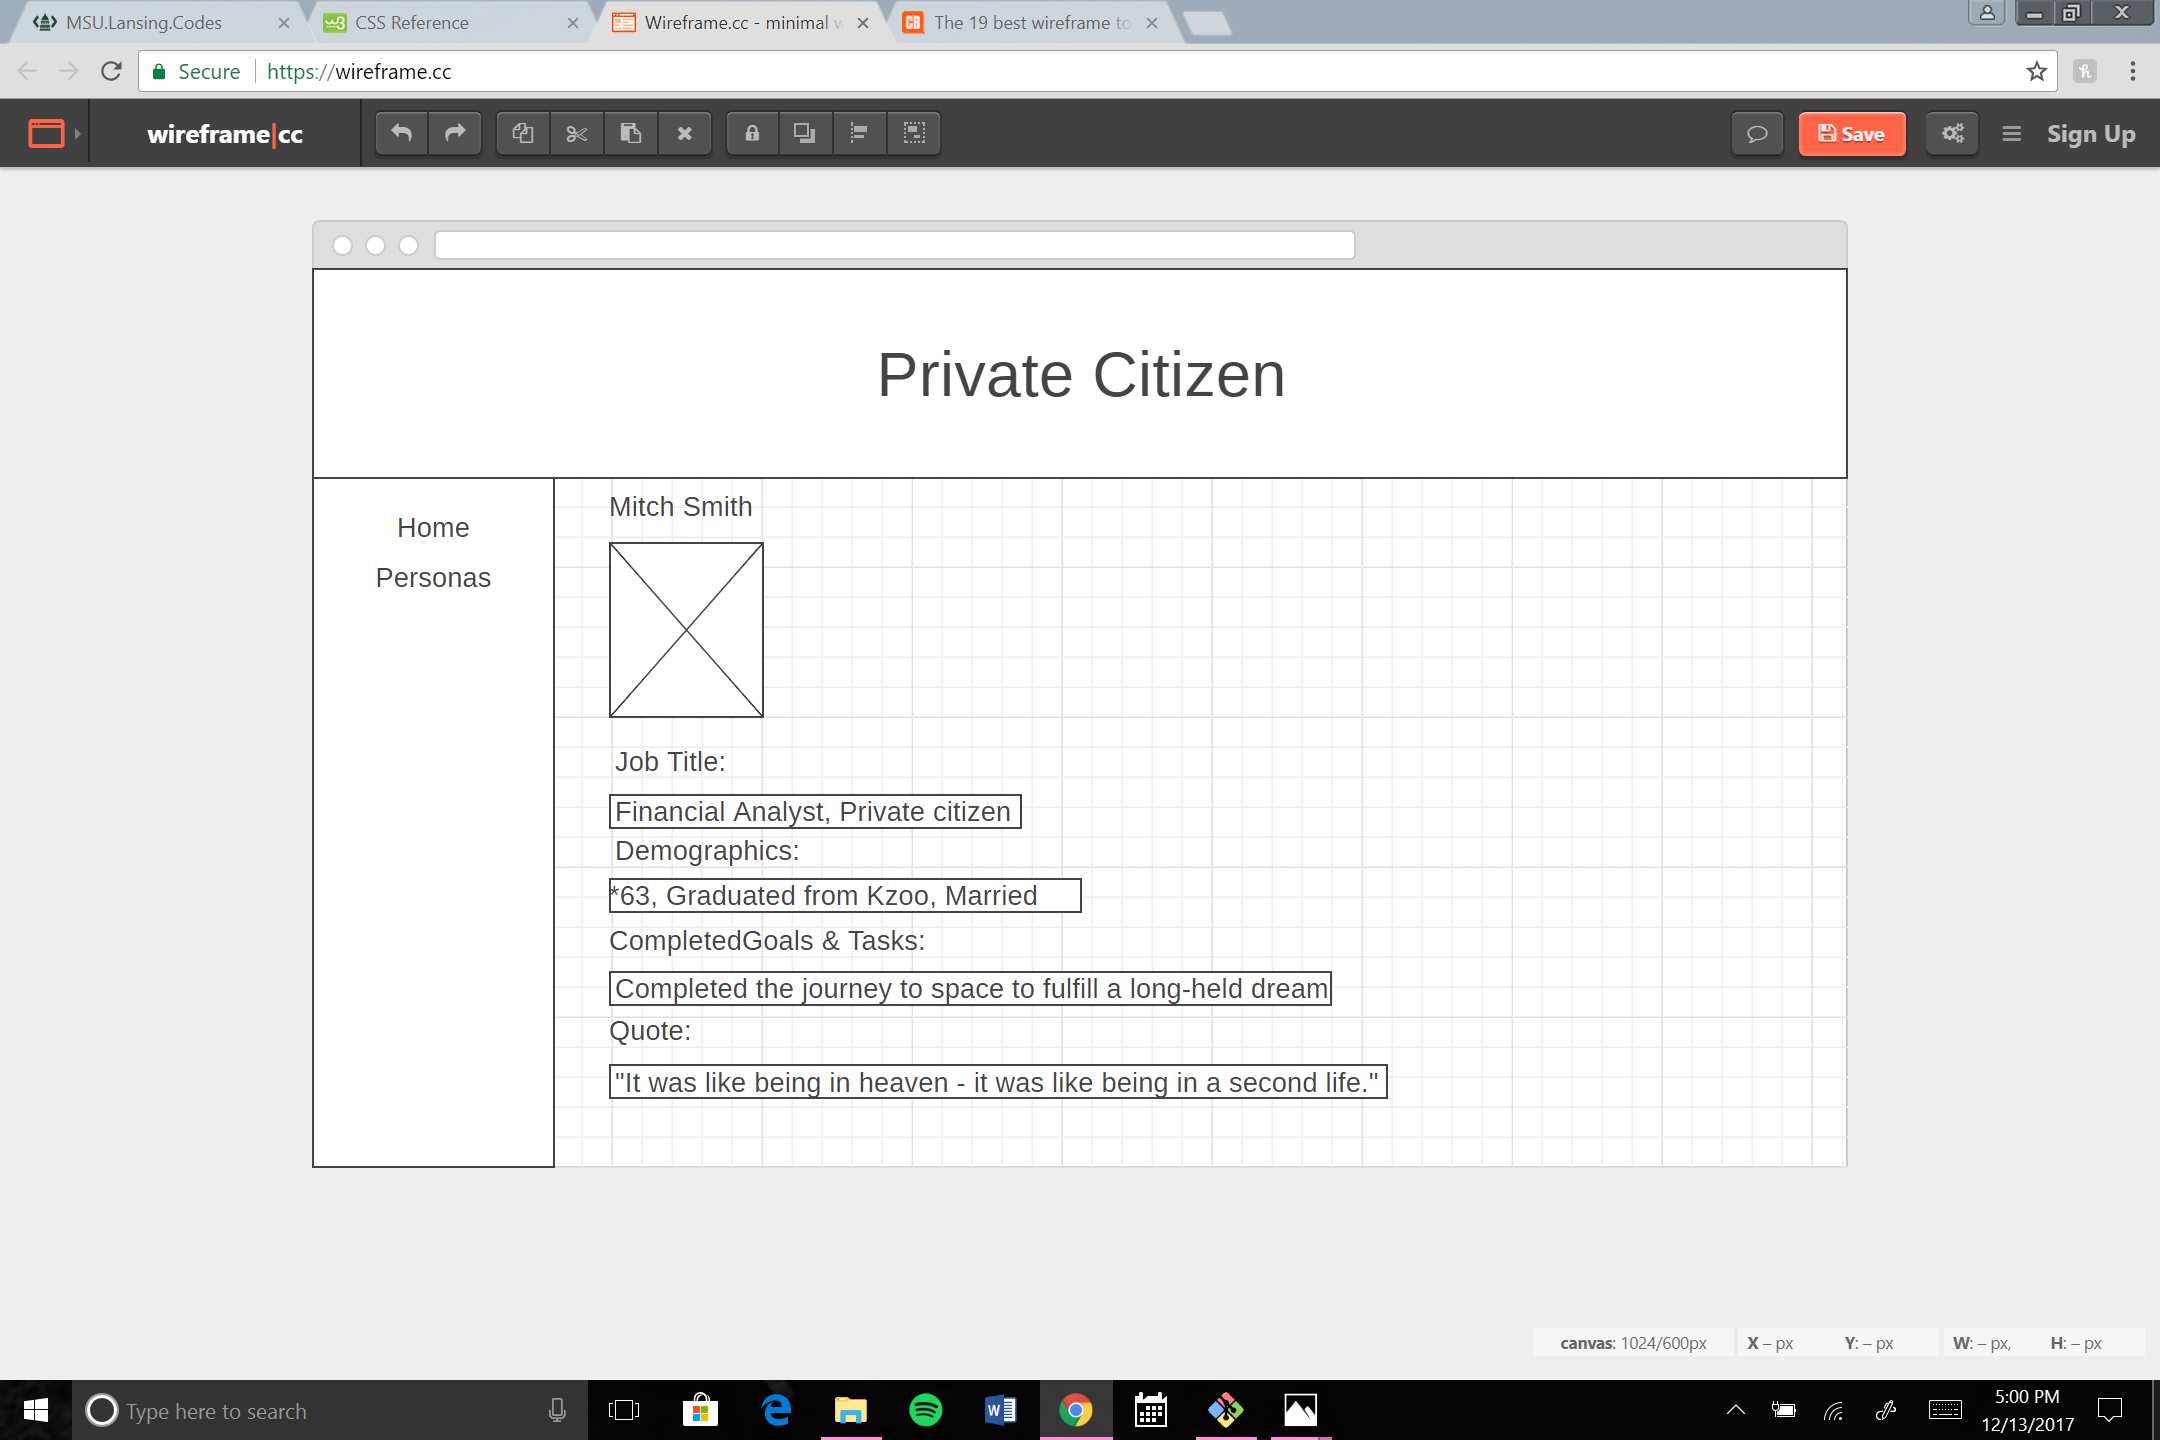 MSU.Lansing.Codes
CSS Reference
Wireframe.cc - minimal w
The 19 best wireframe to
Secure
https://wireframe.cc
wireframe|cc
Save
Sign Up
Private Citizen
Home
Personas
Mitch Smith
Job Title:
Financial Analyst, Private citizen
Demographics:
*63, Graduated from Kzoo, Married
CompletedGoals & Tasks:
Completed the journey to space to fulfill a long-held dream
Quote:
"It was like being in heaven - it was like being in a second life."
canvas: 1024/600px X – px Y: – px W: – px, H: – px
Type here to search
5:00 PM
12/13/2017